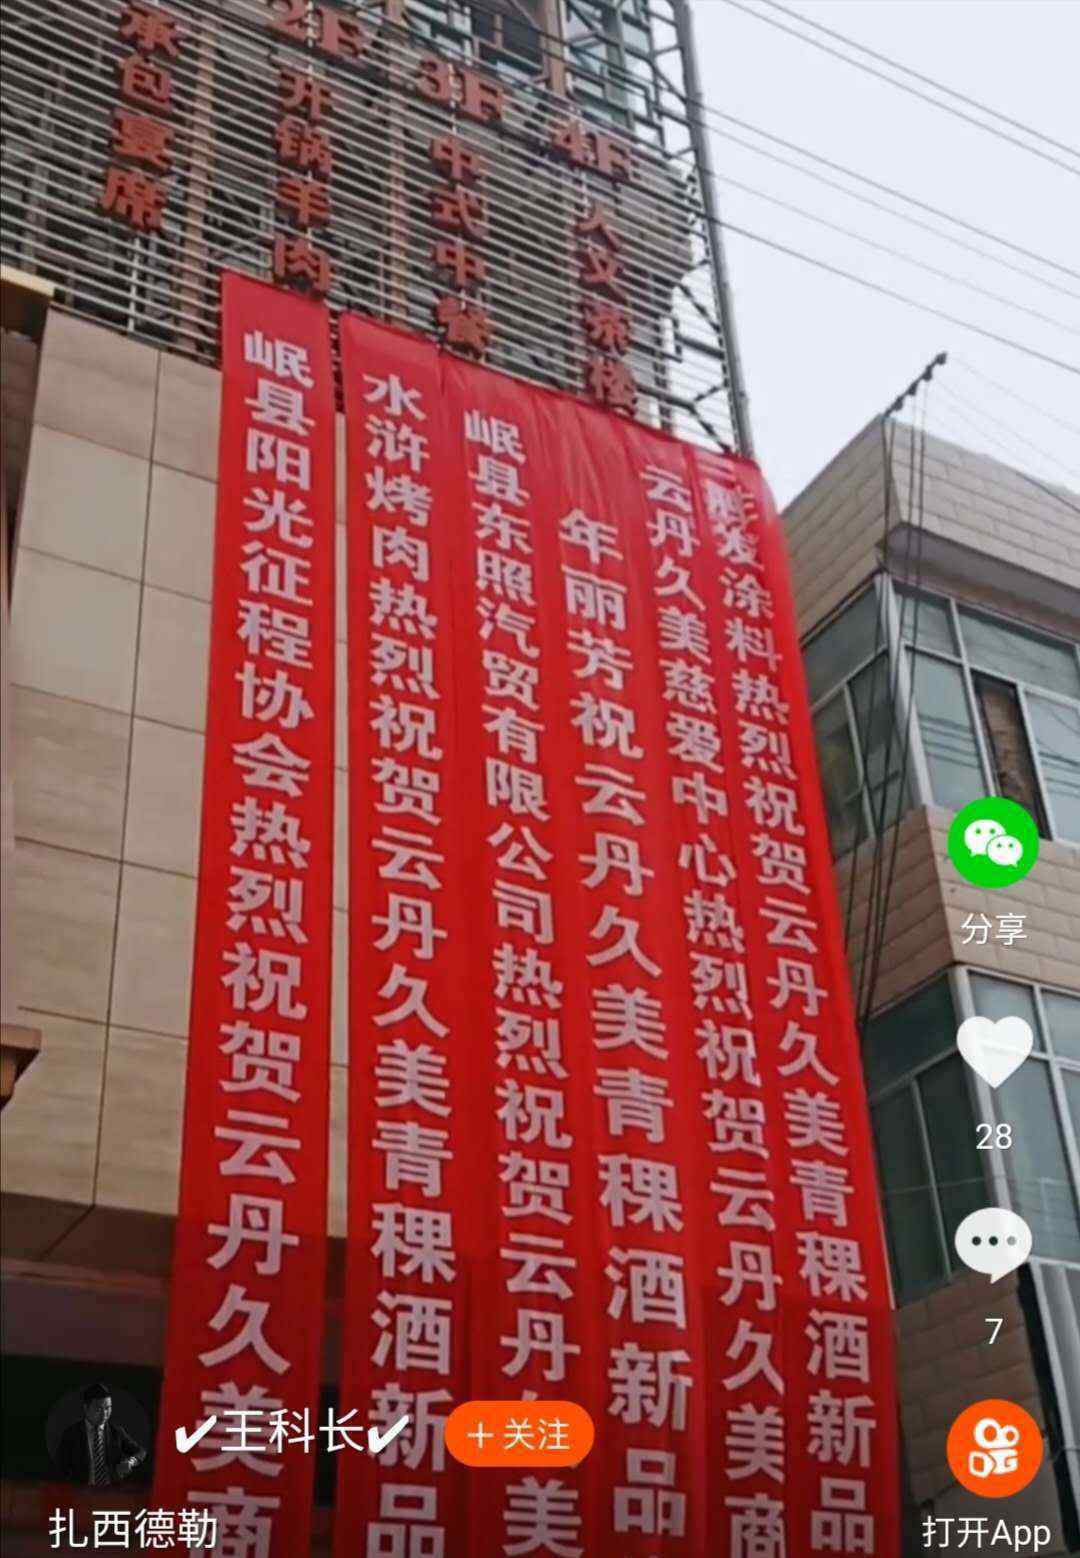 承包宴席
2F
开锅羊肉
3F
中式中餐
4F
人文茶楼
岷县阳光征程协会热烈祝贺云丹久美商
水浒烤肉热烈祝贺云丹久美青稞酒新品
岷县东照汽贸有限公司热烈祝贺云丹久美
年丽芳祝云丹久美青稞酒新品
云丹久美慈爱中心热烈祝贺云丹久美商
涂料热烈祝贺云丹久美青稞酒新品
分享
28
7
✔王科长✔
+关注
扎西德勒
打开App